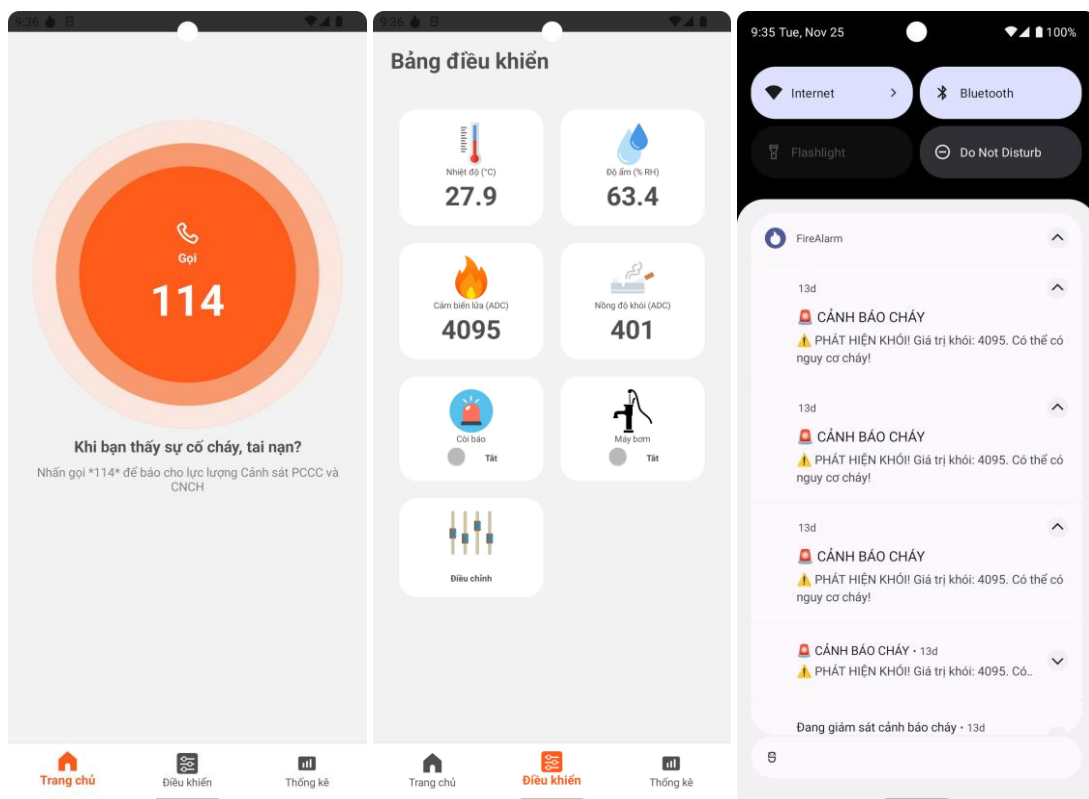 9:36
Gọi
114
Khi bạn thấy sự cố cháy, tai nạn?
Nhấn gọi *114* để báo cho lực lượng Cảnh sát PCCC và
CNCH
Trang chủ
Điều khiển
Thống kê
9:36
Bảng điều khiển
Nhiệt độ (°C)
27.9
Độ ẩm (% RH)
63.4
Cảm biến lửa (ADC)
4095
Nồng độ khói (ADC)
401
Còi báo
Tắt
Máy bơm
Tắt
Điều chỉnh
Trang chủ
Điều khiển
Thống kê
9:35 Tue, Nov 25
100%
Internet
Bluetooth
Flashlight
Do Not Disturb
FireAlarm
13d
CẢNH BÁO CHÁY
PHÁT HIỆN KHÓI! Giá trị khói: 4095. Có thể có
nguy cơ cháy!
13d
CẢNH BÁO CHÁY
PHÁT HIỆN KHÓI! Giá trị khói: 4095. Có thể có
nguy cơ cháy!
13d
CẢNH BÁO CHÁY
PHÁT HIỆN KHÓI! Giá trị khói: 4095. Có thể có
nguy cơ cháy!
CẢNH BÁO CHÁY • 13d
PHÁT HIỆN KHÓI! Giá trị khói: 4095. Có..
Đang giám sát cảnh báo cháy • 13d